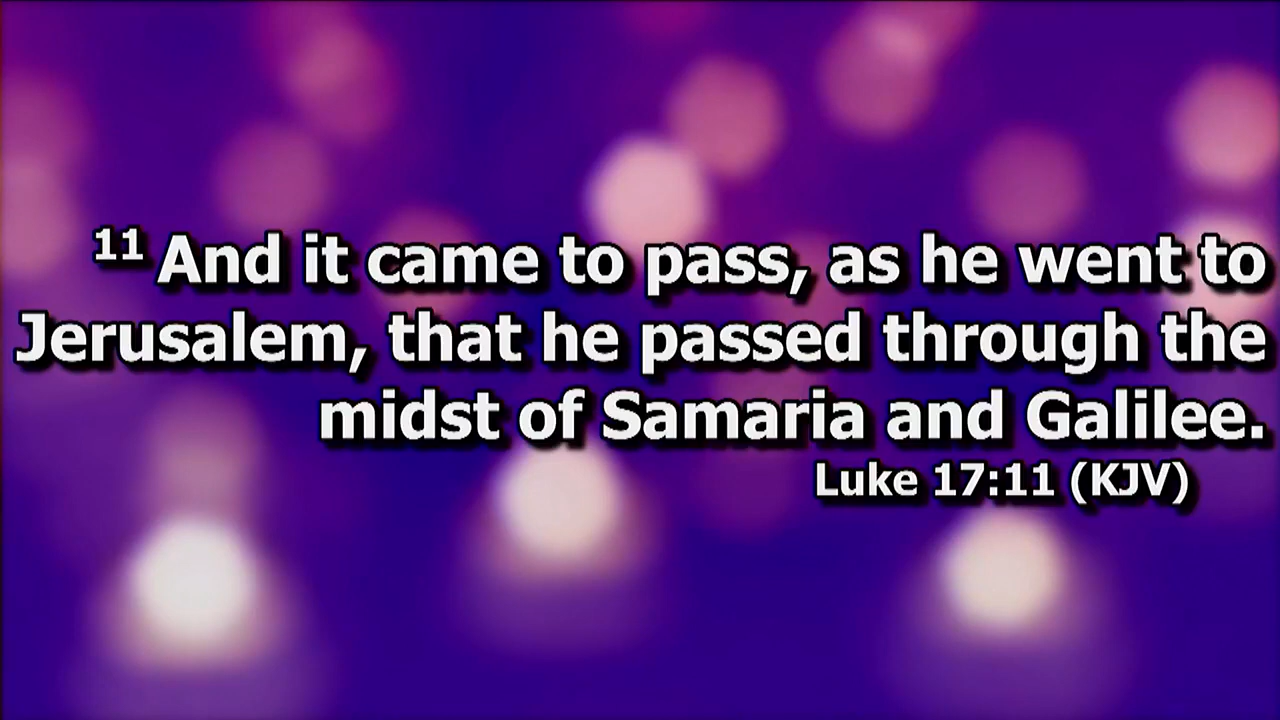 11 And it came to pass, as he went to
Jerusalem, that he passed through the
midst of Samaria and Galilee.
Luke 17:11 (KJV)